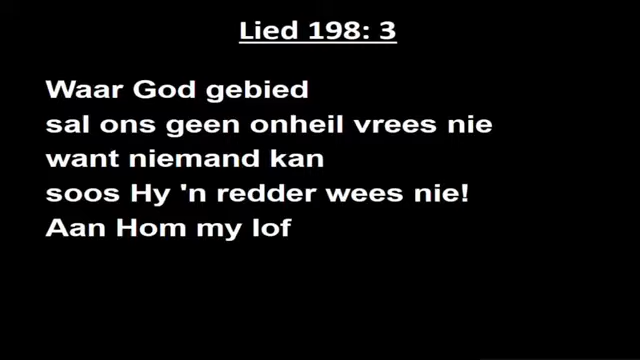 Lied 198: 3
Waar God gebied
sal ons geen onheil vrees nie
want niemand kan
soos Hy 'n redder wees nie!
Aan Hom my lof